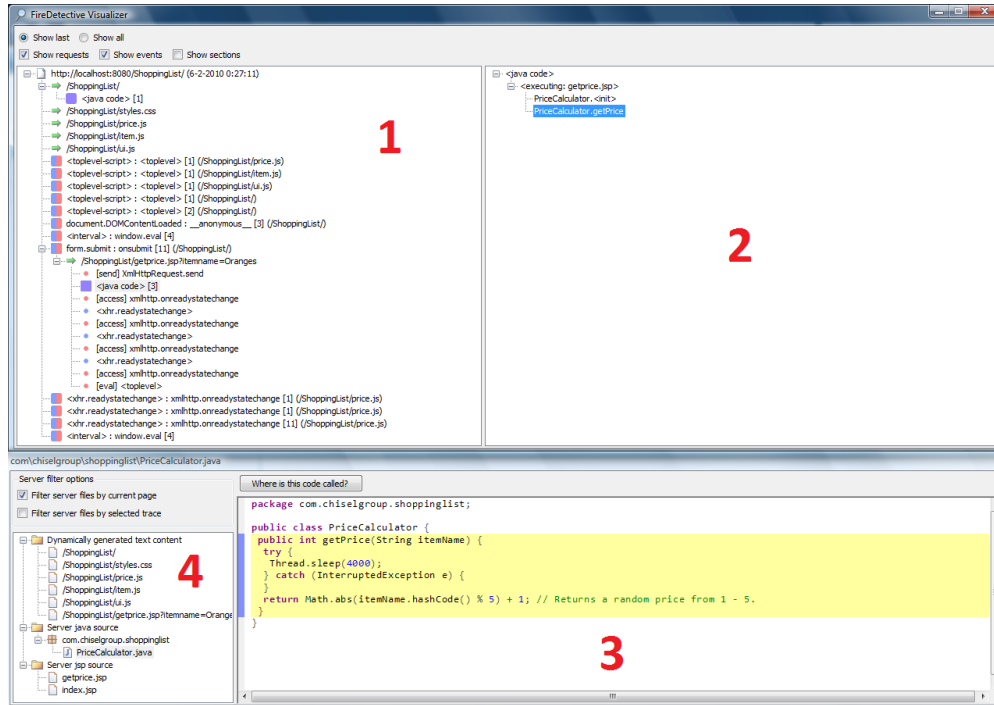 FireDetective Visualizer
Show last Show all
Show requests Show events Show sections
http://localhost:8080/ShoppingList/ (6-2-2010 0:27:11)
/ShoppingList/
<java code> [1]
/ShoppingList/styles.css
/ShoppingList/price.js
/ShoppingList/item.js
/ShoppingList/ui.js
<toplevel-script> : <toplevel> [1] (/ShoppingList/price.js)
<toplevel-script> : <toplevel> [1] (/ShoppingList/item.js)
<toplevel-script> : <toplevel> [1] (/ShoppingList/ui.js)
<toplevel-script> : <toplevel> [1] (/ShoppingList/)
<toplevel-script> : <toplevel> [2] (/ShoppingList/)
document.DOMContentLoaded : __anonymous__ [3] (/ShoppingList/)
<interval> : window.eval [4]
form.submit : onsubmit [11] (/ShoppingList/)
/ShoppingList/getprice.jsp?itemname=Oranges
[send] XmlHttpRequest.send
<java code> [3]
[access] xmlhttp.onreadystatechange
<xhr.readystatechange>
[access] xmlhttp.onreadystatechange
<xhr.readystatechange>
[access] xmlhttp.onreadystatechange
<xhr.readystatechange>
[access] xmlhttp.onreadystatechange
[eval] <toplevel>
<xhr.readystatechange> : xmlhttp.onreadystatechange [1] (/ShoppingList/price.js)
<xhr.readystatechange> : xmlhttp.onreadystatechange [1] (/ShoppingList/price.js)
<xhr.readystatechange> : xmlhttp.onreadystatechange [11] (/ShoppingList/price.js)
<interval> : window.eval [4]
1
<java code>
<executing: getprice.jsp>
PriceCalculator.<init>
PriceCalculator.getPrice
2
com\chiselgroup\shoppinglist\PriceCalculator.java
Server filter options
Filter server files by current page
Filter server files by selected trace
Dynamically generated text content
/ShoppingList/
/ShoppingList/styles.css
/ShoppingList/price.js
/ShoppingList/item.js
/ShoppingList/ui.js
/ShoppingList/getprice.jsp?itemname=Orange
Server java source
com.chiselgroup.shoppinglist
PriceCalculator.java
Server jsp source
getprice.jsp
index.jsp
4
Where is this code called?
package com.chiselgroup.shoppinglist;
public class PriceCalculator {
public int getPrice(String itemName) {
try {
Thread.sleep(4000);
} catch (InterruptedException e) {
}
return Math.abs(itemName.hashCode() % 5) + 1; // Returns a random price from 1 - 5.
}
}
3